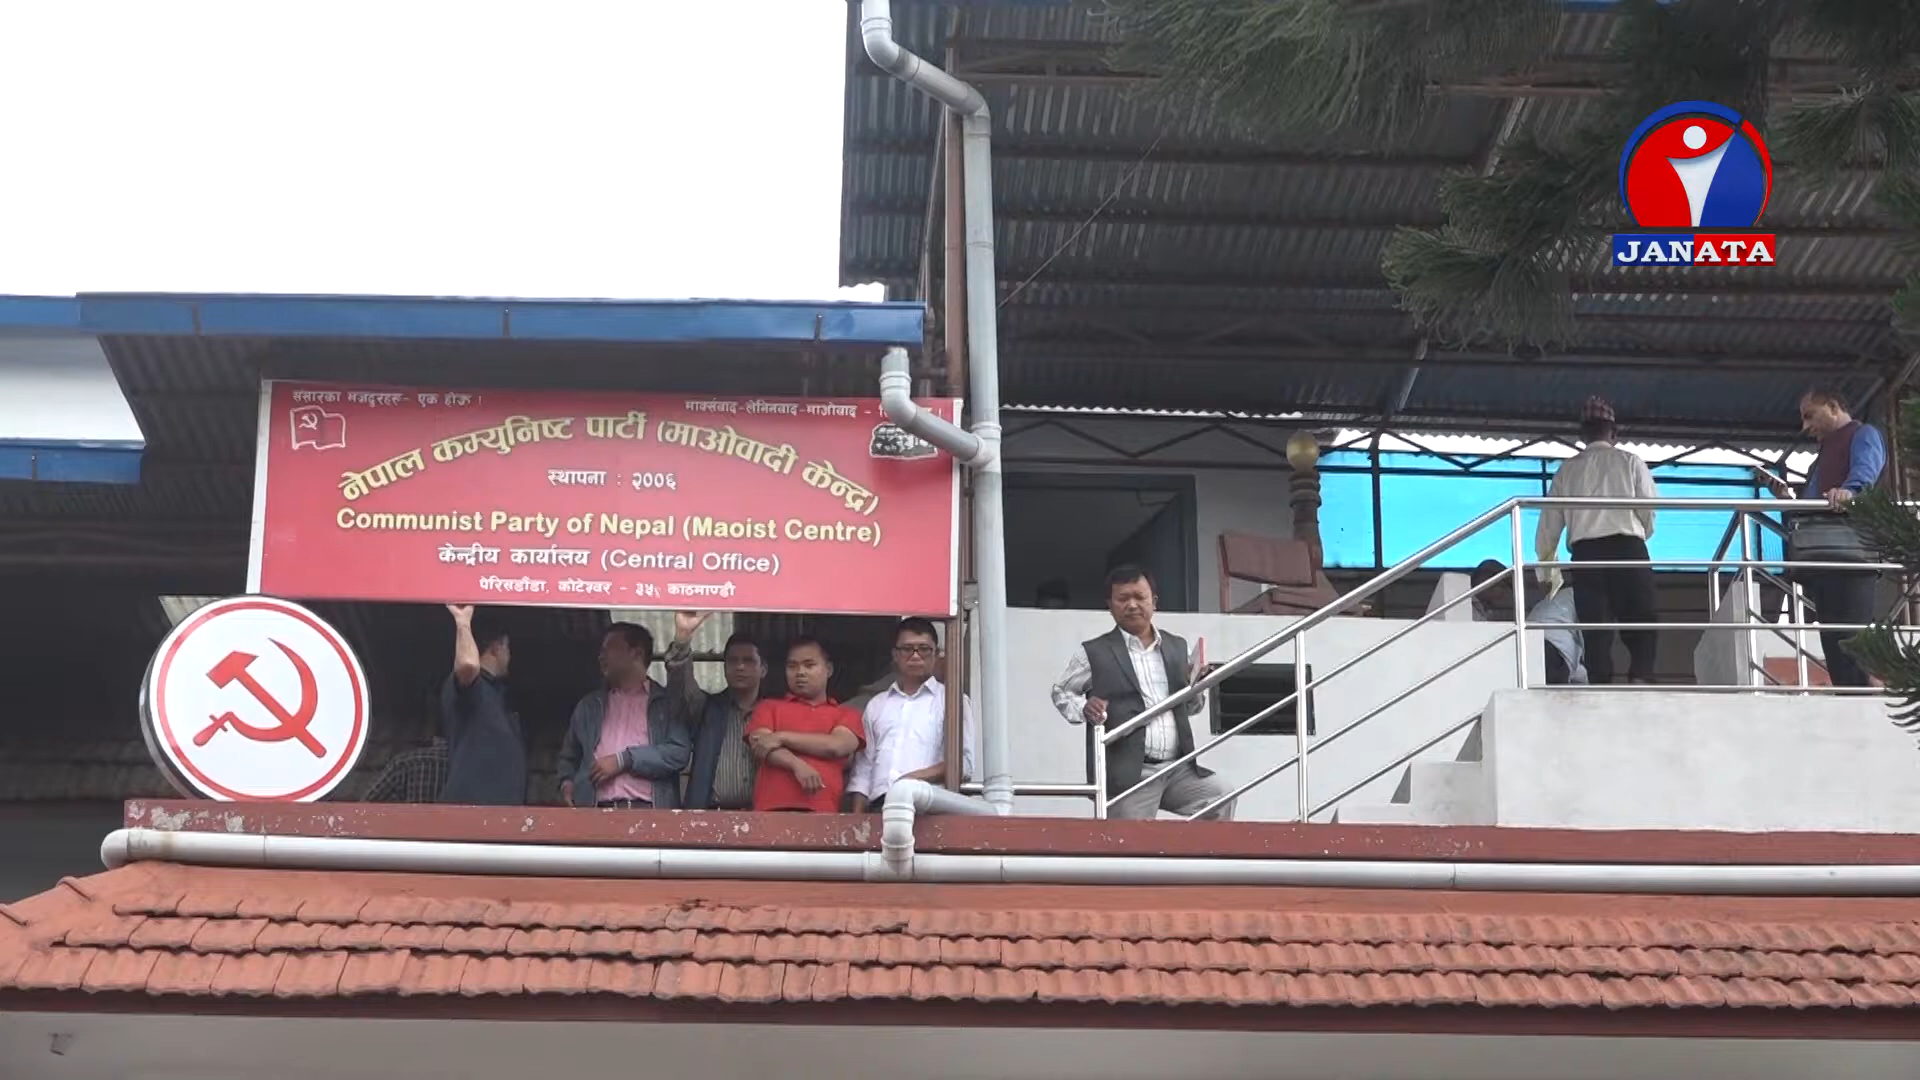 JANATA
संसारका मजदुरहरू- एक होऊ !
मार्क्सवाद-लेनिनवाद-माओवाद -
नेपाल कम्युनिष्ट पार्टी (माओवादी केन्द्र)
स्थापना : २००६
Communist Party of Nepal (Maoist Centre)
केन्द्रीय कार्यालय (Central Office)
पेरिसडाँडा, कोटेश्वर - ३५, काठमाण्डौ